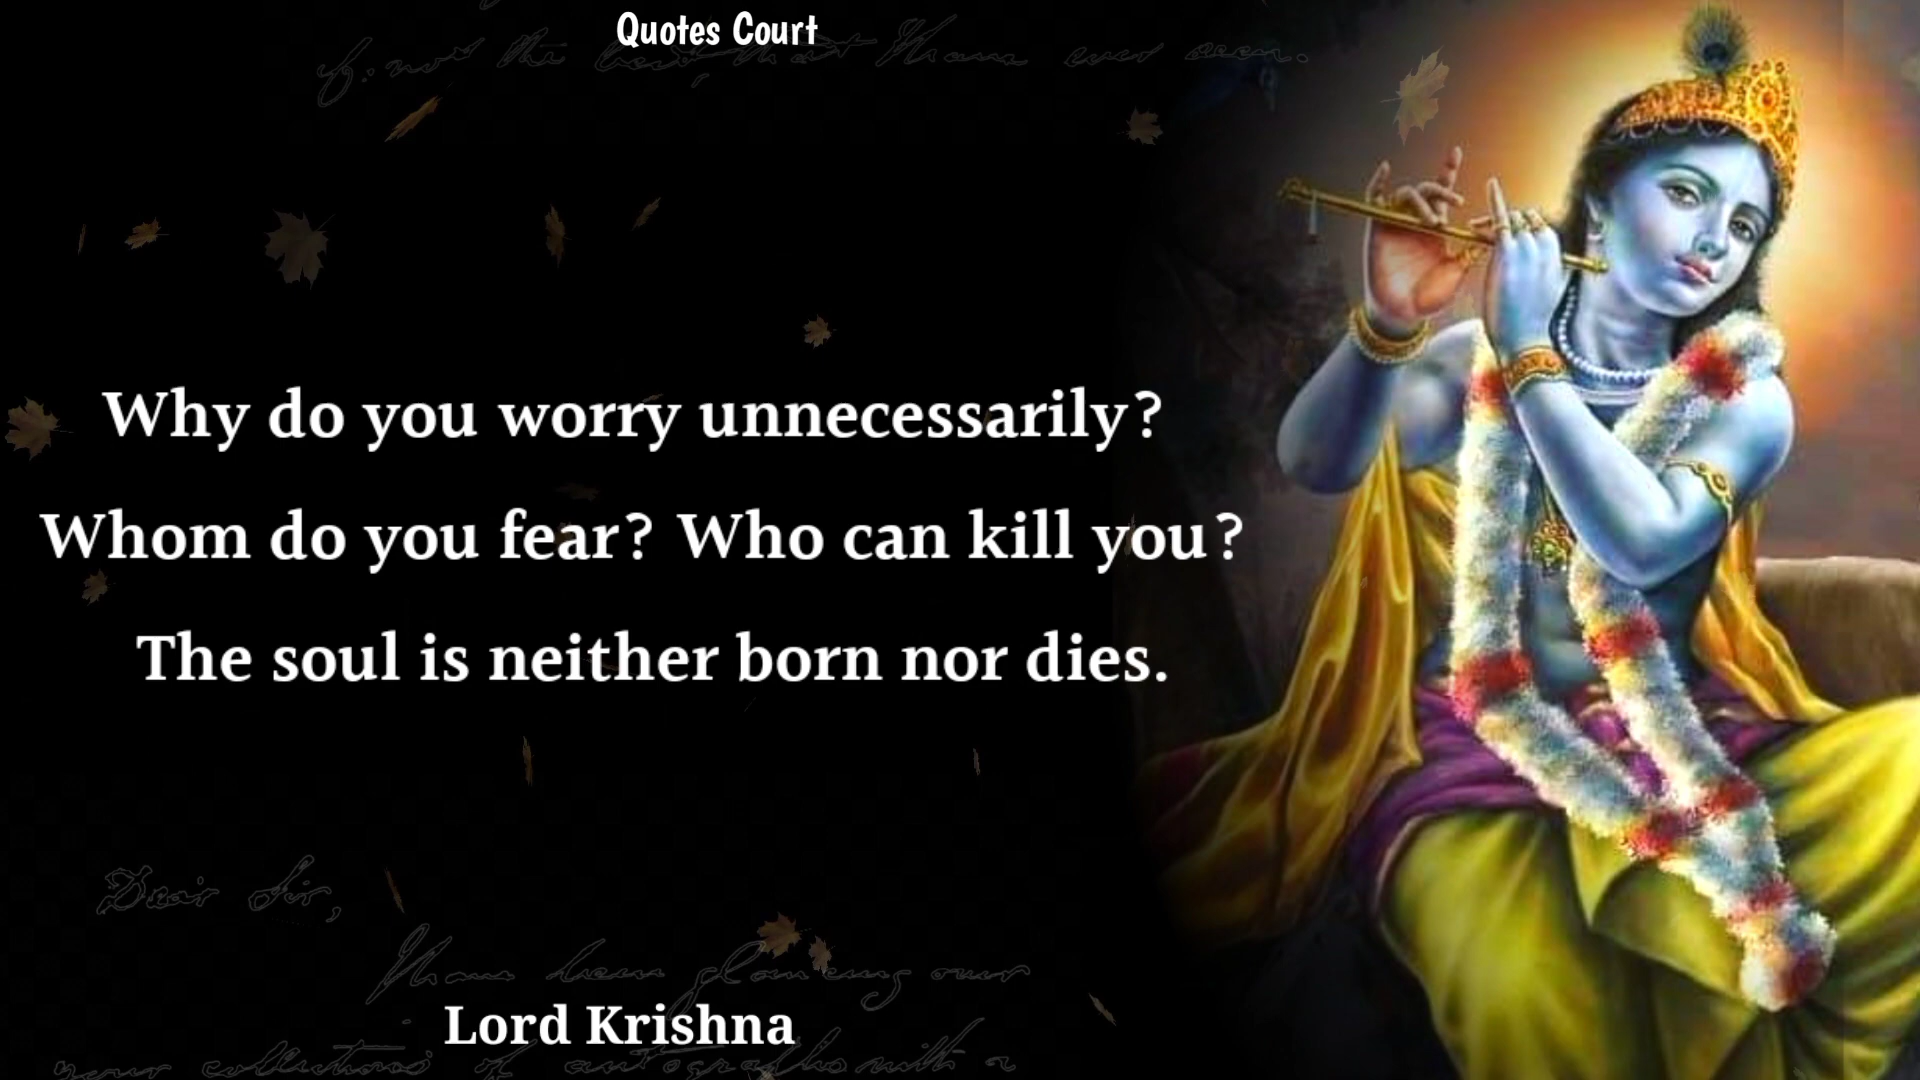 Quotes Court
Why do you worry unnecessarily?
Whom do you fear? Who can kill you?
The soul is neither born nor dies.
Dear Sir,
Lord Krishna